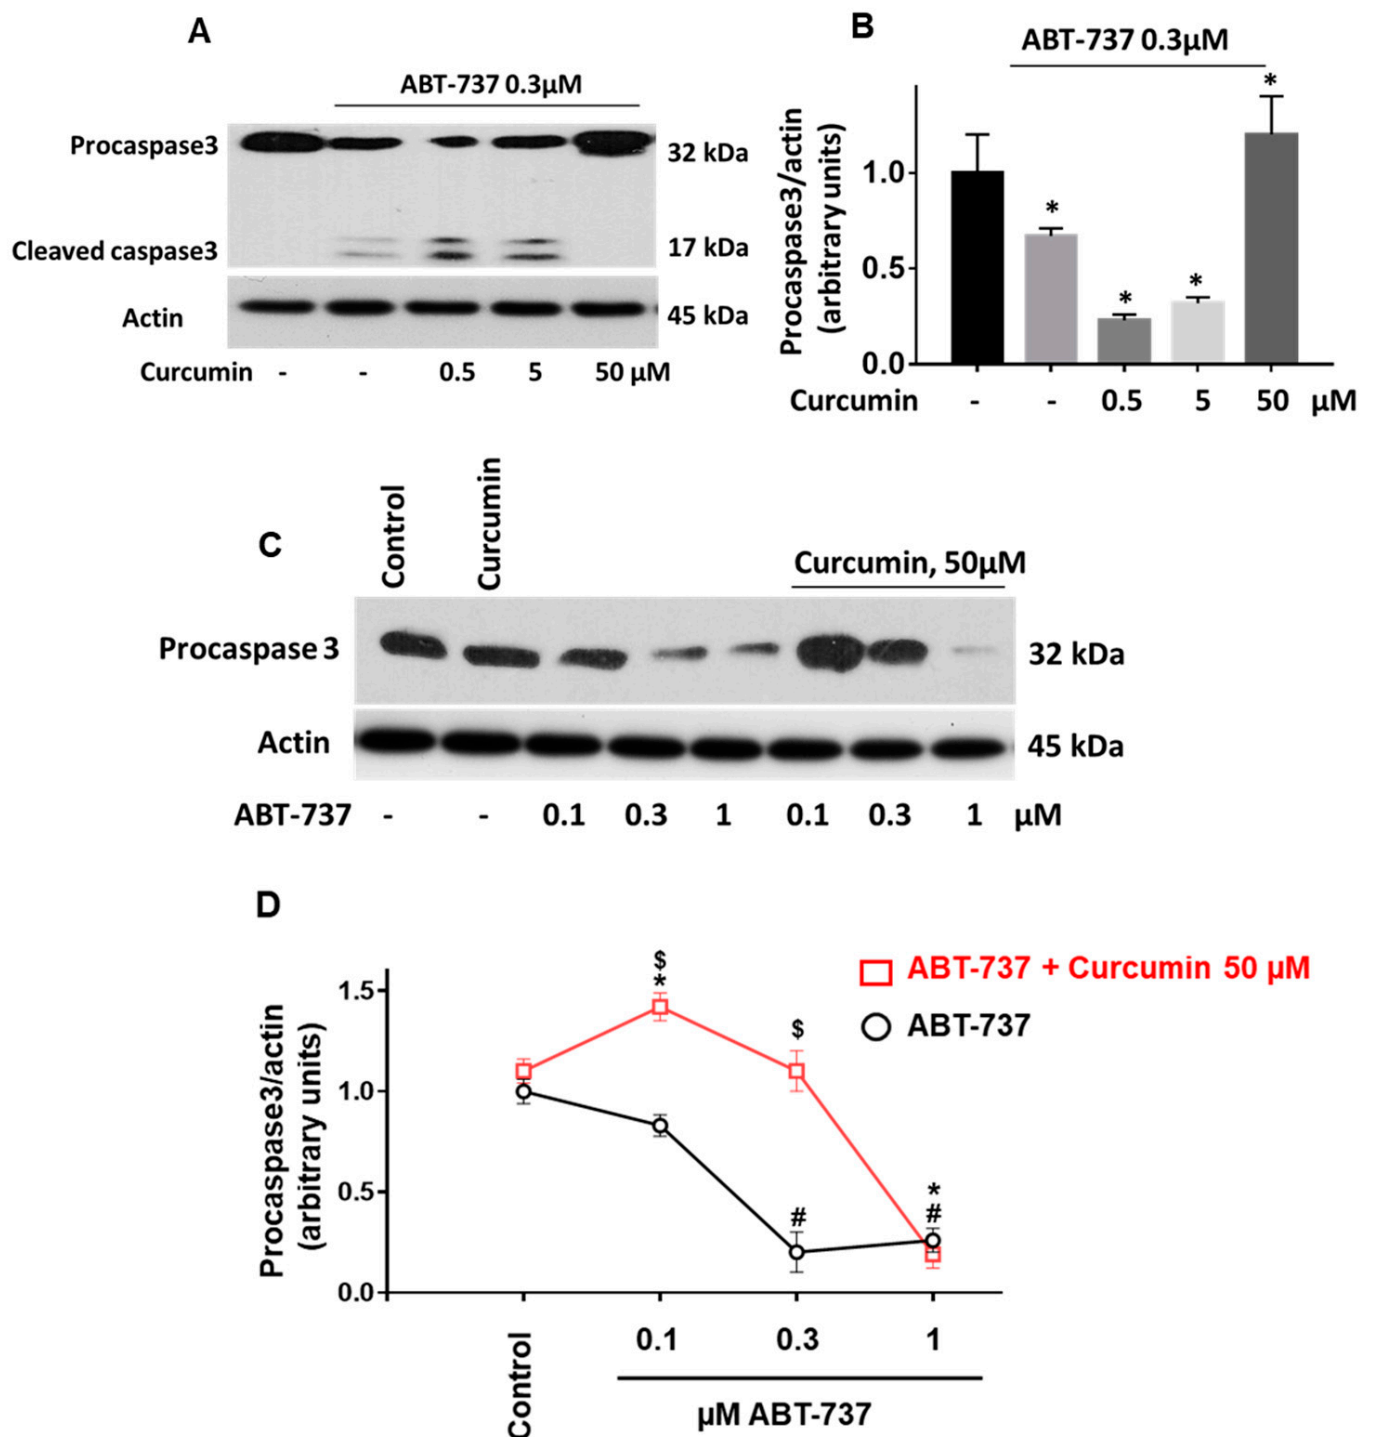 A
ABT-737 0.3µM
Procaspase3
32 kDa
Cleaved caspase3
17 kDa
Actin
45 kDa
Curcumin - - 0.5 5 50 µM
B
ABT-737 0.3µM
Procaspase3/actin
(arbitrary units)
*
1.0
*
0.5
*
*
0.0
Curcumin - - 0.5 5 50 µM
C
Control
Curcumin
Curcumin, 50µM
Procaspase 3
32 kDa
Actin
45 kDa
ABT-737 - - 0.1 0.3 1 0.1 0.3 1 µM
D
ABT-737 + Curcumin 50 µM
ABT-737
Procaspase3/actin
(arbitrary units)
1.5
1.0
0.5
0.0
$
*
$
#
*
#
Control
0.1 0.3 1
µM ABT-737